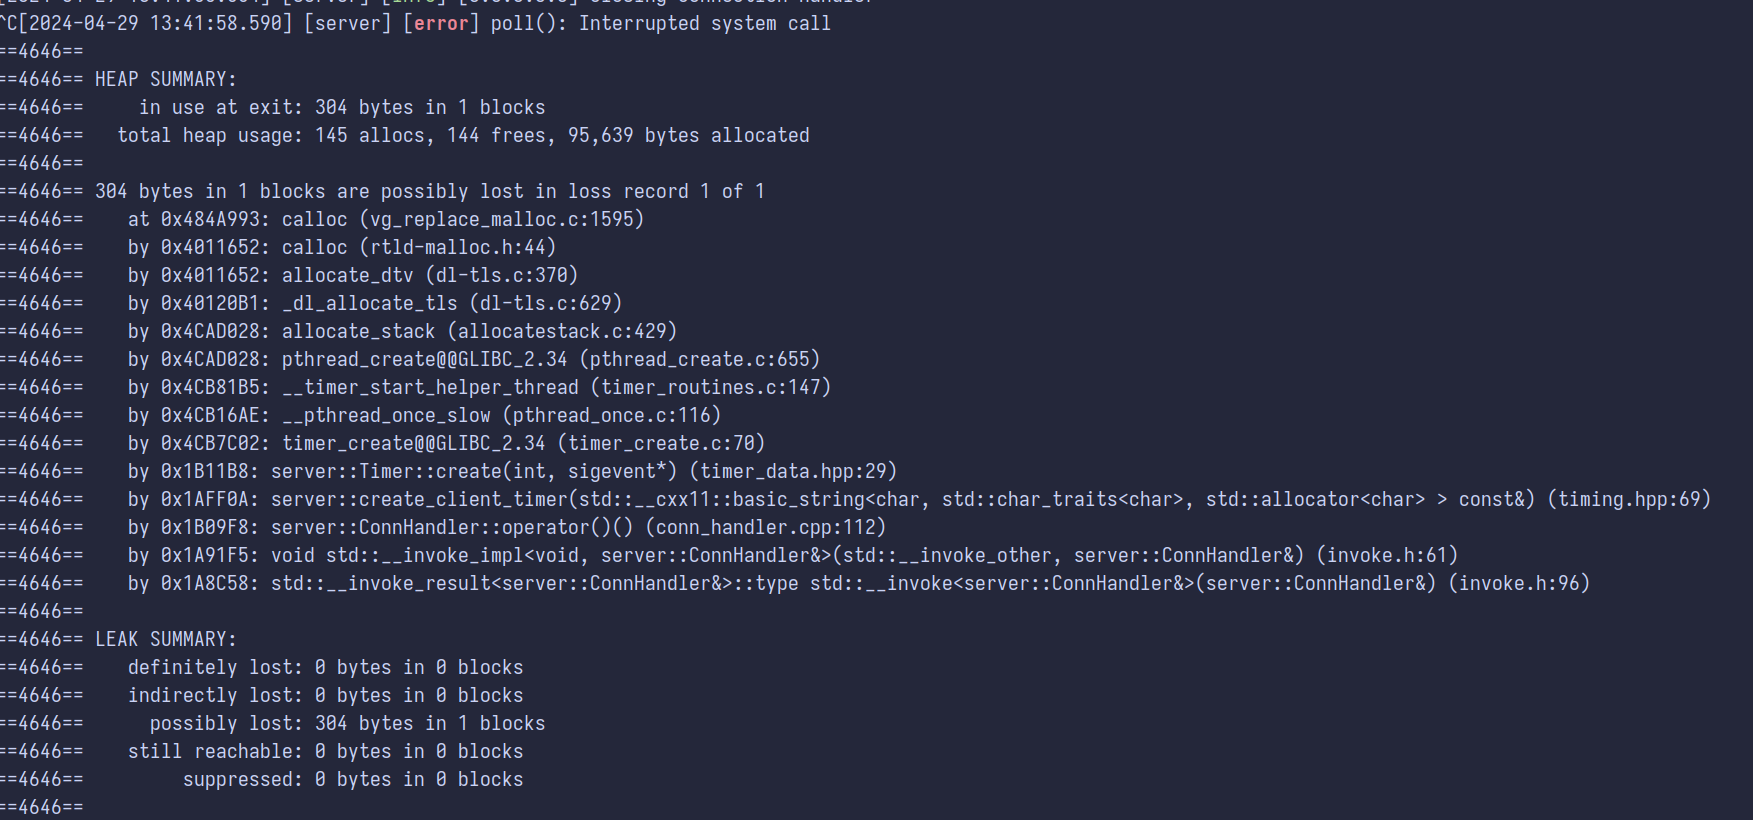 ^C[2024-04-29 13:41:58.590] [server] [error] poll(): Interrupted system call
==4646==
==4646== HEAP SUMMARY:
==4646==     in use at exit: 304 bytes in 1 blocks
==4646==   total heap usage: 145 allocs, 144 frees, 95,639 bytes allocated
==4646==
==4646== 304 bytes in 1 blocks are possibly lost in loss record 1 of 1
==4646==    at 0x484A993: calloc (vg_replace_malloc.c:1595)
==4646==    by 0x4011652: calloc (rtld-malloc.h:44)
==4646==    by 0x4011652: allocate_dtv (dl-tls.c:370)
==4646==    by 0x40120B1: _dl_allocate_tls (dl-tls.c:629)
==4646==    by 0x4CAD028: allocate_stack (allocatestack.c:429)
==4646==    by 0x4CAD028: pthread_create@@GLIBC_2.34 (pthread_create.c:655)
==4646==    by 0x4CB81B5: __timer_start_helper_thread (timer_routines.c:147)
==4646==    by 0x4CB16AE: __pthread_once_slow (pthread_once.c:116)
==4646==    by 0x4CB7C02: timer_create@@GLIBC_2.34 (timer_create.c:70)
==4646==    by 0x1B11B8: server::Timer::create(int, sigevent*) (timer_data.hpp:29)
==4646==    by 0x1AFF0A: server::create_client_timer(std::__cxx11::basic_string<char, std::char_traits<char>, std::allocator<char> > const&) (timing.hpp:69)
==4646==    by 0x1B09F8: server::ConnHandler::operator()() (conn_handler.cpp:112)
==4646==    by 0x1A91F5: void std::__invoke_impl<void, server::ConnHandler&>(std::__invoke_other, server::ConnHandler&) (invoke.h:61)
==4646==    by 0x1A8C58: std::__invoke_result<server::ConnHandler&>::type std::__invoke<server::ConnHandler&>(server::ConnHandler&) (invoke.h:96)
==4646==
==4646== LEAK SUMMARY:
==4646==    definitely lost: 0 bytes in 0 blocks
==4646==    indirectly lost: 0 bytes in 0 blocks
==4646==      possibly lost: 304 bytes in 1 blocks
==4646==    still reachable: 0 bytes in 0 blocks
==4646==         suppressed: 0 bytes in 0 blocks
==4646==